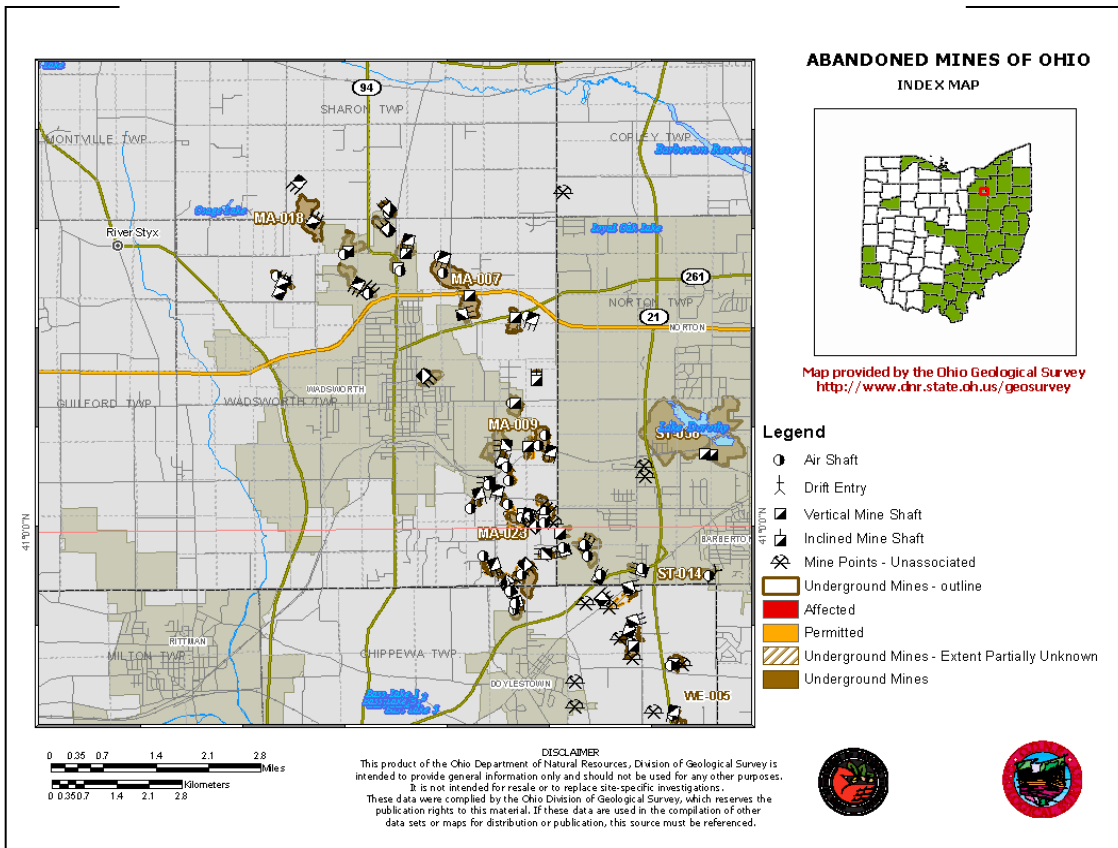 ABANDONED MINES OF OHIO
INDEX MAP
94
SHARON TWP
MONTVILLE TWP
COPLEY TWP
MA-018
River Styx
MA-007
261
NORTON TWP
21
NORTON
WADSWORTH
GUILFORD TWP
WADSWORTH TWP
MA-009
Lake Dorothy
41°0'0"N
41°0'0"N
MA-023
BARBERTON
ST-014
RITTMAN
MILTON TWP
CHIPPEWA TWP
DOYLESTOWN
WE-005
Map provided by the Ohio Geological Survey
http://www.dnr.state.oh.us/geosurvey
Legend
Air Shaft
Drift Entry
Vertical Mine Shaft
Inclined Mine Shaft
Mine Points - Unassociated
Underground Mines - outline
Affected
Permitted
Underground Mines - Extent Partially Unknown
Underground Mines
0 0.35 0.7 1.4 2.1 2.8
Miles
Kilometers
0 0.35 0.7 1.4 2.1 2.8
DISCLAIMER
This product of the Ohio Department of Natural Resources, Division of Geological Survey is
intended to provide general information only and should not be used for any other purposes.
It is not intended for resale or to replace site-specific investigations.
These data were complied by the Ohio Division of Geological Survey, which reserves the
publication rights to this material. If these data are used in the compilation of other
data sets or maps for distribution or publication, this source must be referenced.